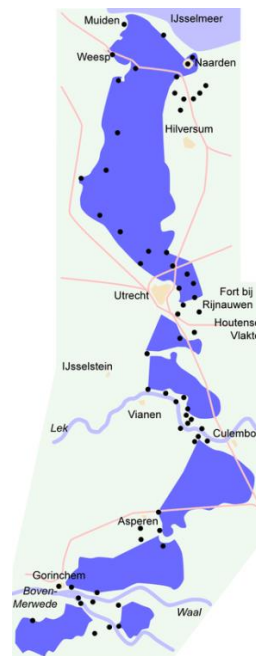 Muiden
IJsselmeer
Weesp
Naarden
Hilversum
Fort bij
Utrecht
Rijnauwen
Houtense
Vlakte
IJsselstein
Vianen
Lek
Culembo
Asperen
Gorinchem
Boven-
Merwede
Waal